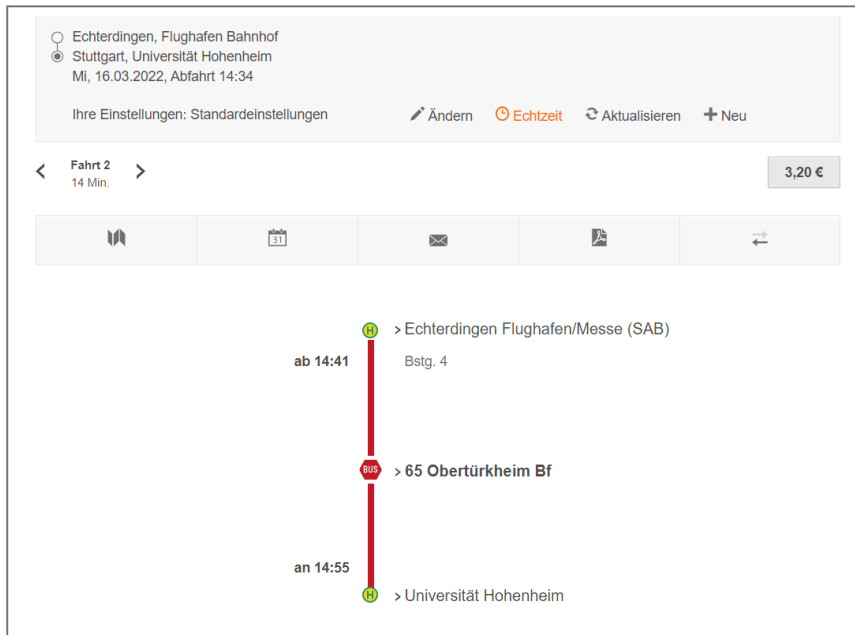 Echterdingen, Flughafen Bahnhof
Stuttgart, Universität Hohenheim
Mi, 16.03.2022, Abfahrt 14:34
Ihre Einstellungen: Standardeinstellungen Ändern Echtzeit Aktualisieren Neu
Fahrt 2
14 Min.
3,20 €
31
H > Echterdingen Flughafen/Messe (SAB)
ab 14:41 Bstg. 4
BUS > 65 Obertürkheim Bf
an 14:55
H > Universität Hohenheim